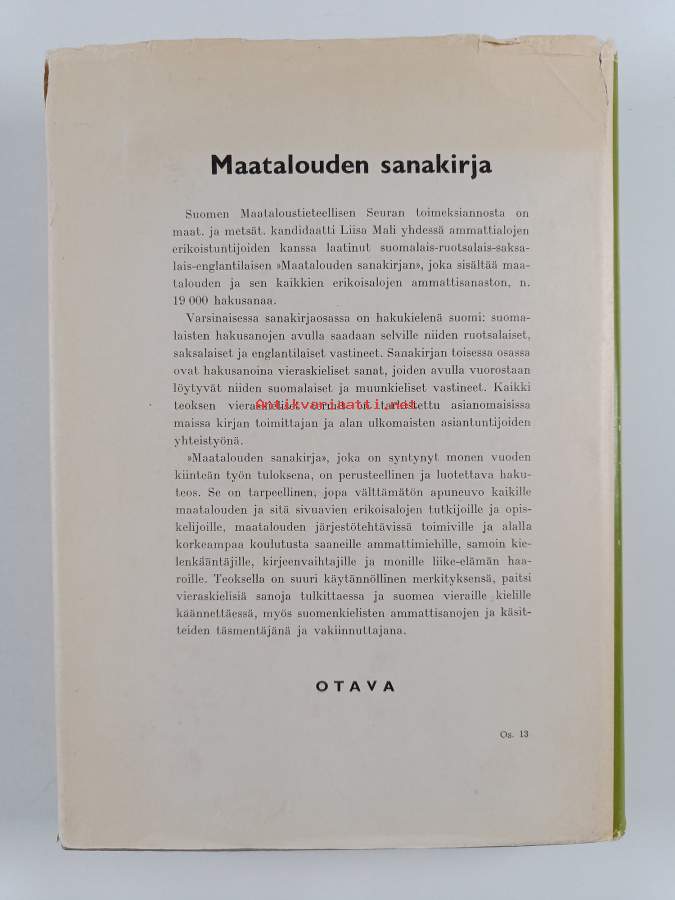 Maatalouden sanakirja
Suomen Maataloustieteellisen Seuran toimeksiannosta on
maat. ja metsät. kandidaatti Liisa Mali yhdessä ammattialojen
erikoistuntijoiden kanssa laatinut suomalais-ruotsalais-saksa-
lais-englantilaisen »Maatalouden sanakirjan», joka sisältää maa-
talouden ja sen kaikkien erikoisalojen ammattisanaston, n.
19 000 hakusanaa.
Varsinaisessa sanakirjaosassa on hakukielenä suomi: suoma-
laisten hakusanojen avulla saadaan selville niiden ruotsalaiset,
saksalaiset ja englantilaiset vastineet. Sanakirjan toisessa osassa
ovat hakusanoina vieraskieliset sanat, joiden avulla vuorostaan
löytyvät niiden suomalaiset ja muunkieliset vastineet. Kaikki
teoksen vieraskieliset on tarkistettu asianomaisissa
Antikvariaatti.net
maissa kirjan toimittajan ja alan ulkomaisten asiantuntijoiden
yhteistyönä.
»Maatalouden sanakirja», joka on syntynyt monen vuoden
kiinteän työn tuloksena, on perusteellinen ja luotettava haku-
teos. Se on tarpeellinen, jopa välttämätön apuneuvo kaikille
maatalouden ja sitä sivuavien erikoisalojen tutkijoille ja opis-
kelijoille, maatalouden järjestötehtävissä toimiville ja alalla
korkeampaa koulutusta saaneille ammattimiehille, samoin kie-
lenkääntäjille, kirjeenvaihtajille ja monille liike-elämän haa-
roille. Teoksella on suuri käytännöllinen merkityksensä, paitsi
vieraskielisiä sanoja tulkittaessa ja suomea vieraille kielille
käännettäessä, myös suomenkielisten ammattisanojen ja käsit-
teiden täsmentäjänä ja vakiinnuttajana.
OTAVA
Os. 13